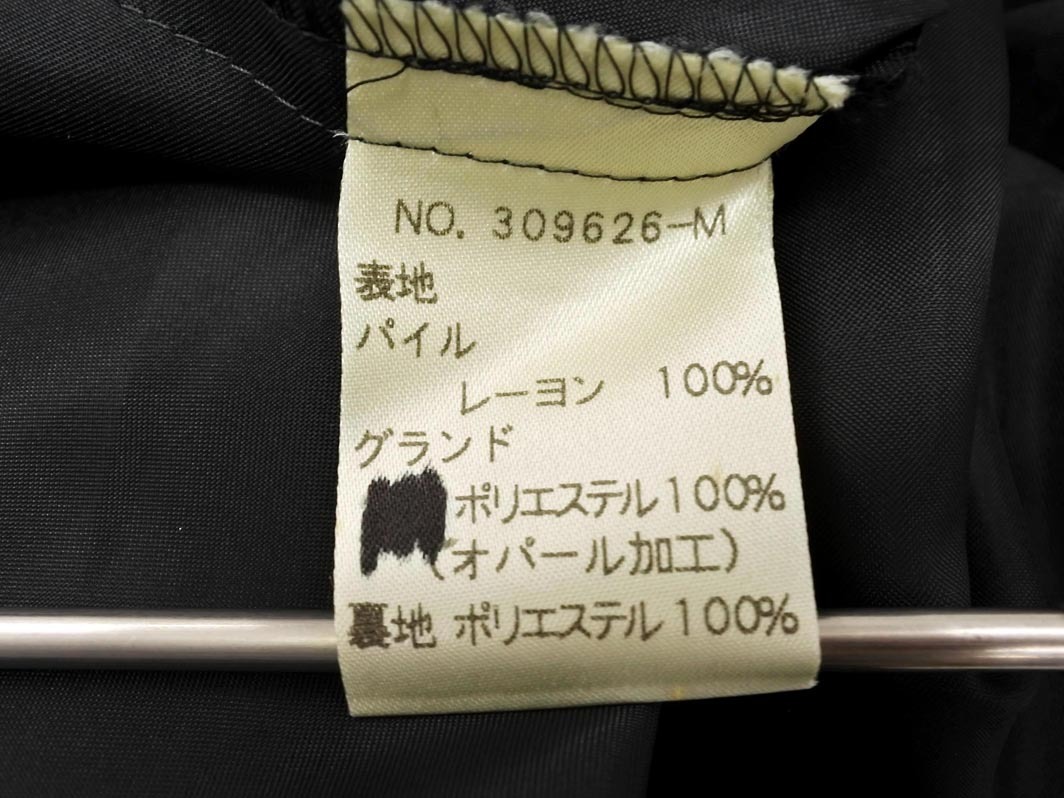 NO. 309626-M
表地
パイル
レーヨン 100%
グランド
ポリエステル100%
(オパール加工)
裏地 ポリエステル100%